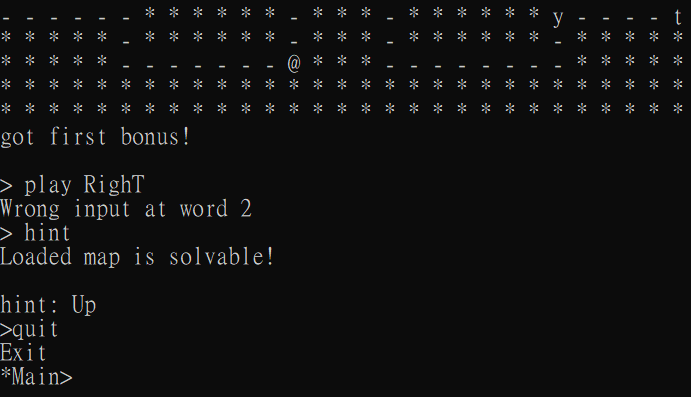 - - - - - - * * * * * * - * * * - * * * * * * y - - - - t
* * * * * - * * * * * * - * * * - * * * * * * - * * * * *
* * * * * - - - - - - - @ * * * - - - - - - - - * * * * *
* * * * * * * * * * * * * * * * * * * * * * * * * * * * *
* * * * * * * * * * * * * * * * * * * * * * * * * * * * *
got first bonus!
> play RighT
Wrong input at word 2
> hint
Loaded map is solvable!
hint: Up
>quit
Exit
*Main>